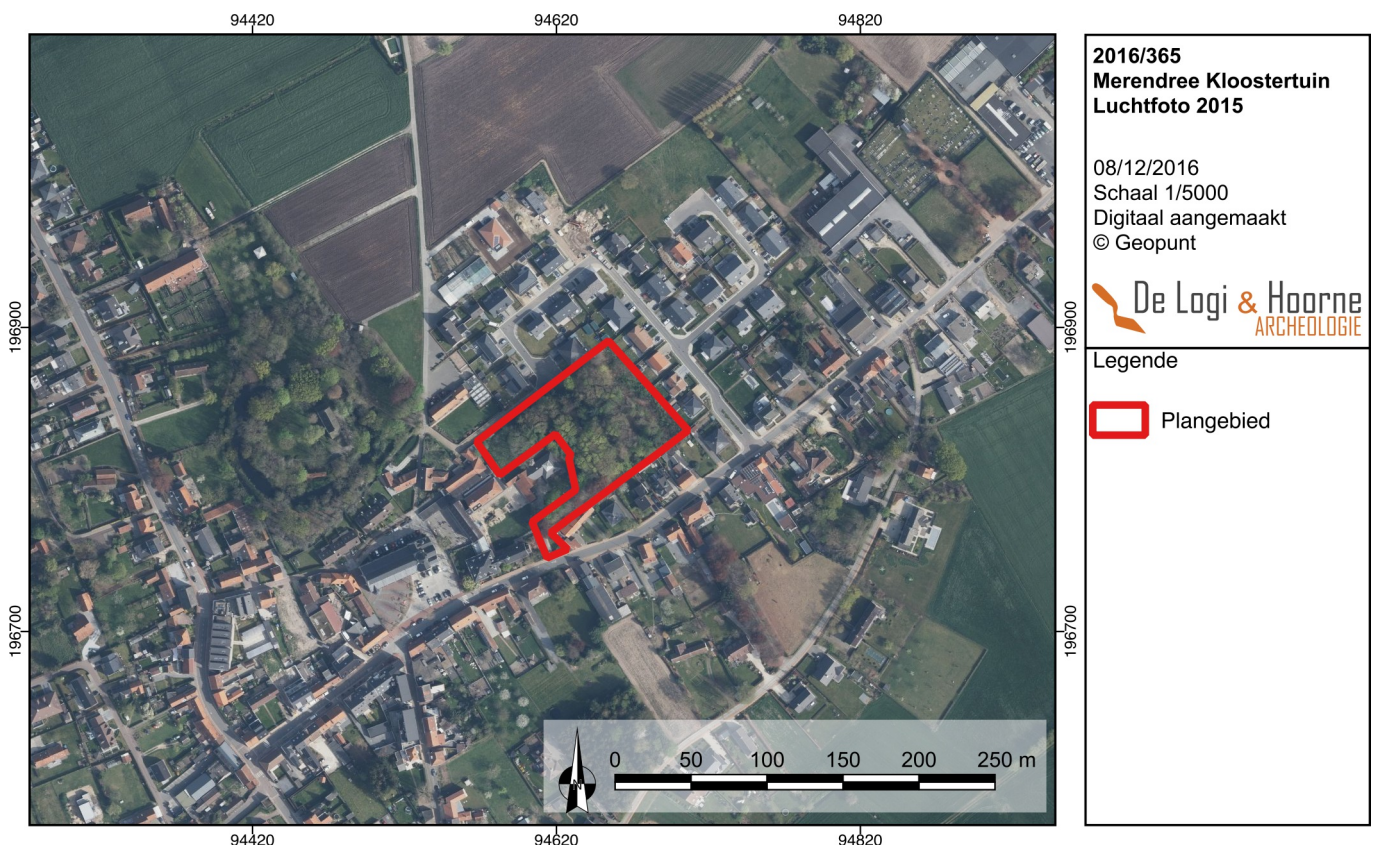 94420
94620
94820
196900
196700
2016/365
Merendree Kloostertuin
Luchtfoto 2015
08/12/2016
Schaal 1/5000
Digitaal aangemaakt
© Geopunt
De Logi & Hoorne
ARCHEOLOGIE
Legende
Plangebied
196900
196700
N
0 50 100 150 200 250 m
94420
94620
94820